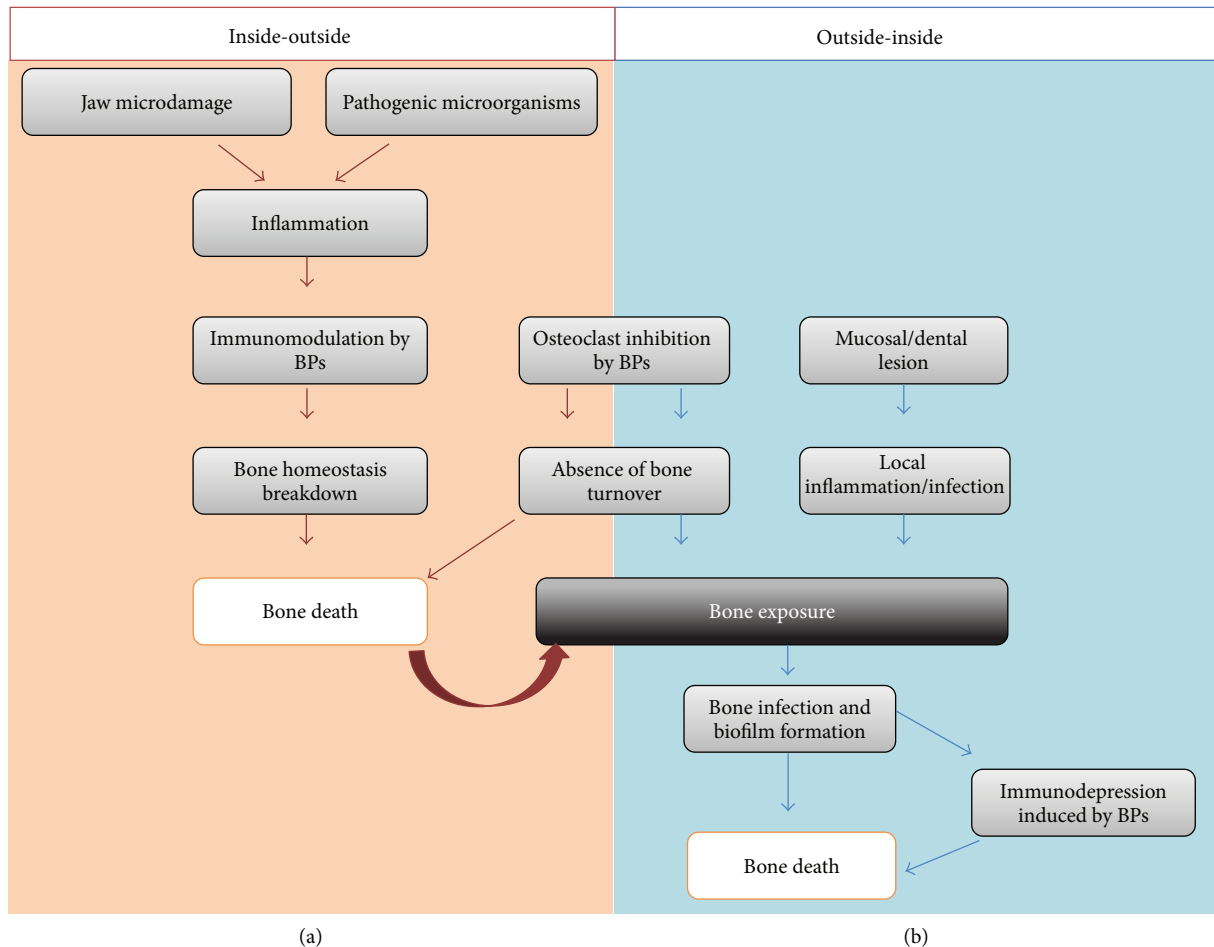 Inside-outside
Outside-inside
Jaw microdamage
Pathogenic microorganisms
Inflammation
Immunomodulation by
BPs
Osteoclast inhibition
by BPs
Mucosal/dental
lesion
Bone homeostasis
breakdown
Absence of bone
turnover
Local
inflammation/infection
Bone death
Bone exposure
Bone infection and
biofilm formation
Immunodepression
induced by BPs
Bone death
(a)
(b)